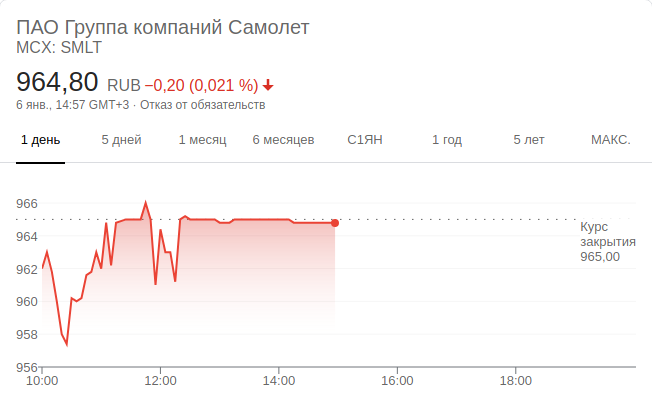 ПАО Группа компаний Самолет
MCX: SMLT
964,80 RUB −0,20 (0,021 %)
6 янв., 14:57 GMT+3 · Отказ от обязательств
1 день 5 дней 1 месяц 6 месяцев С1ЯН 1 год 5 лет МАКС.
966
964
962
960
958
956
Курс
закрытия
965,00
10:00 12:00 14:00 16:00 18:00